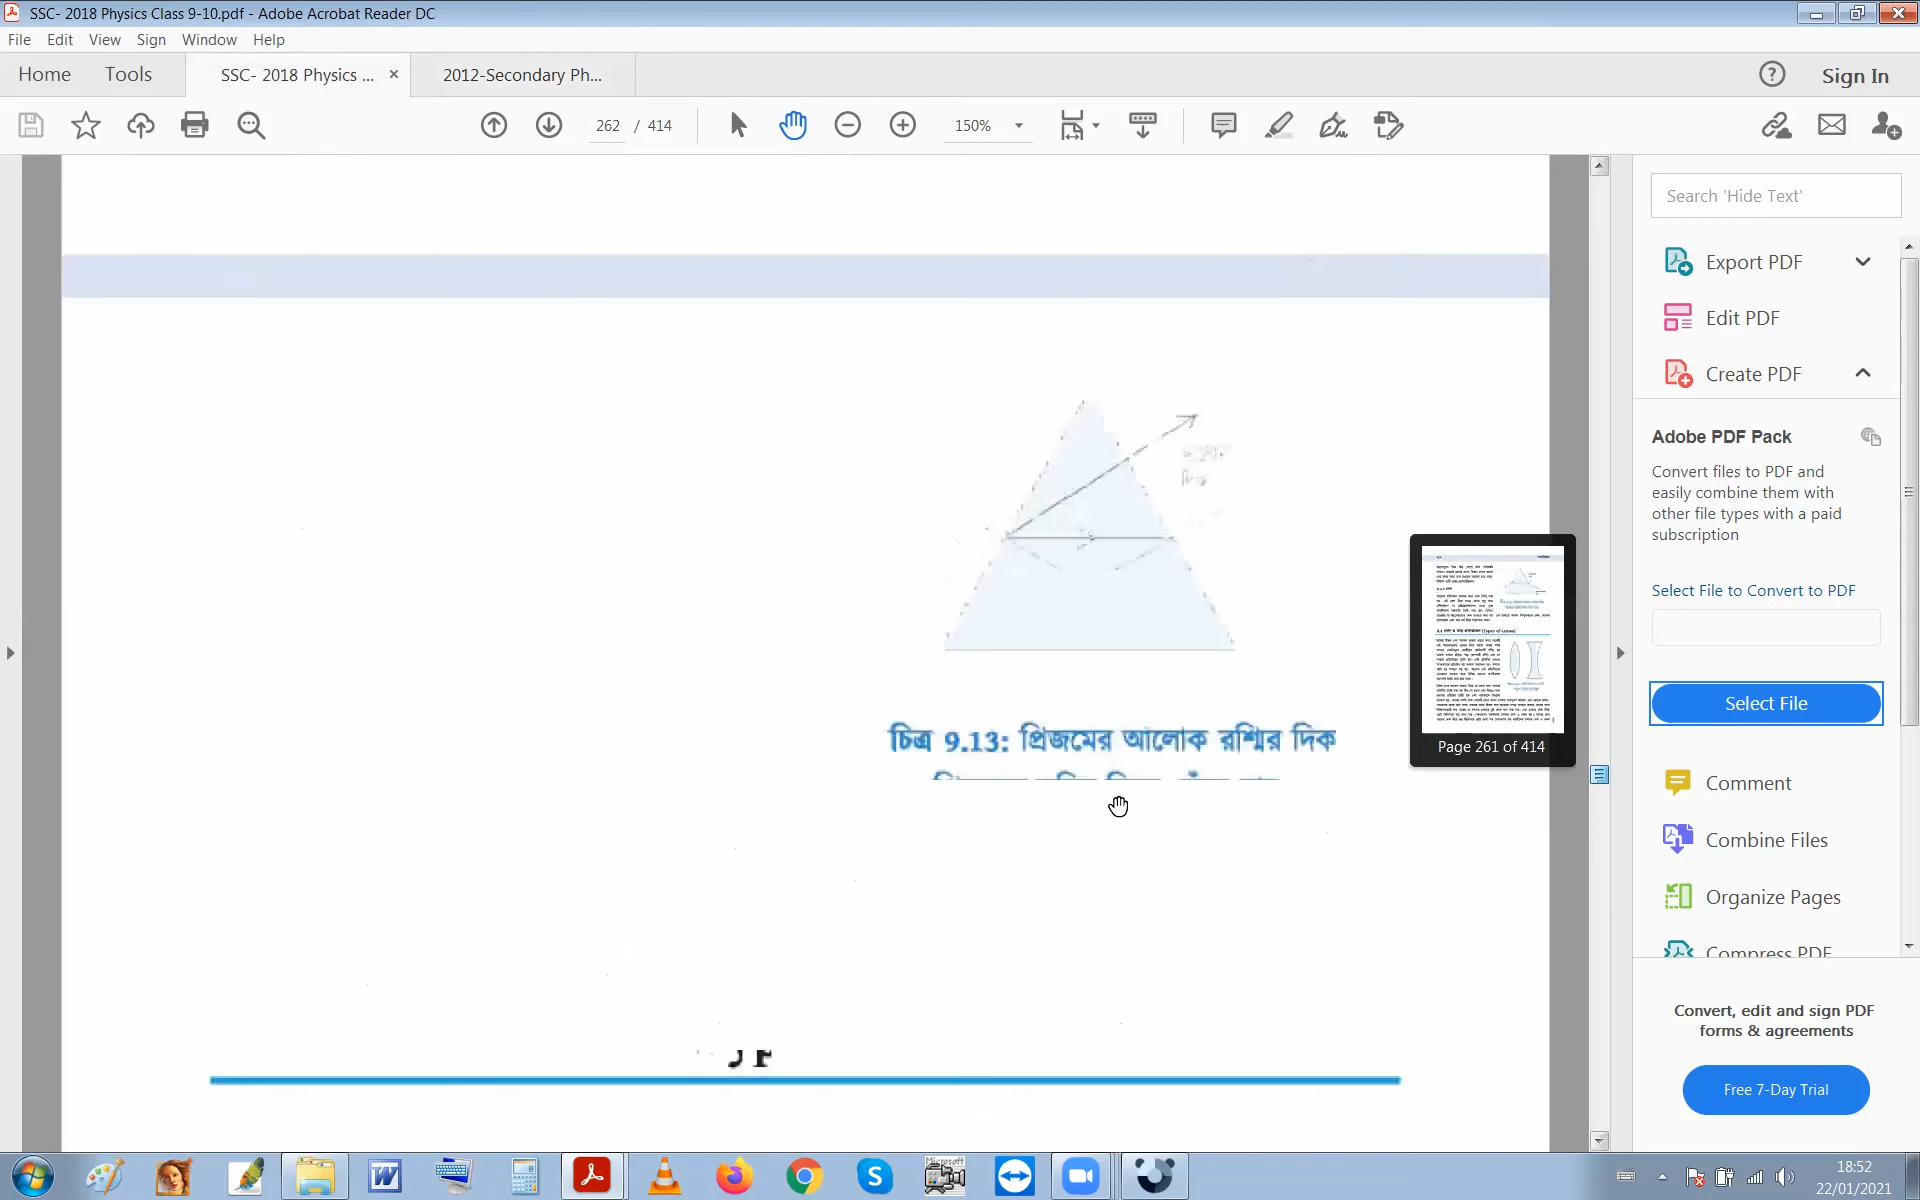 SSC- 2018 Physics Class 9-10.pdf - Adobe Acrobat Reader DC
File Edit View Sign Window Help
Home Tools SSC- 2018 Physics ... × 2012-Secondary Ph... Sign In
262 / 414 150%
Search 'Hide Text'
Export PDF
Edit PDF
Create PDF
Adobe PDF Pack
Convert files to PDF and
easily combine them with
other file types with a paid
subscription
Select File to Convert to PDF
Select File
Comment
Combine Files
Organize Pages
Compress PDF
Convert, edit and sign PDF
forms & agreements
Free 7-Day Trial
চিত্র 9.13: প্রিজমের আলোক রশ্মির দিক
Page 261 of 414
Microsoft
18:52
22/01/2021